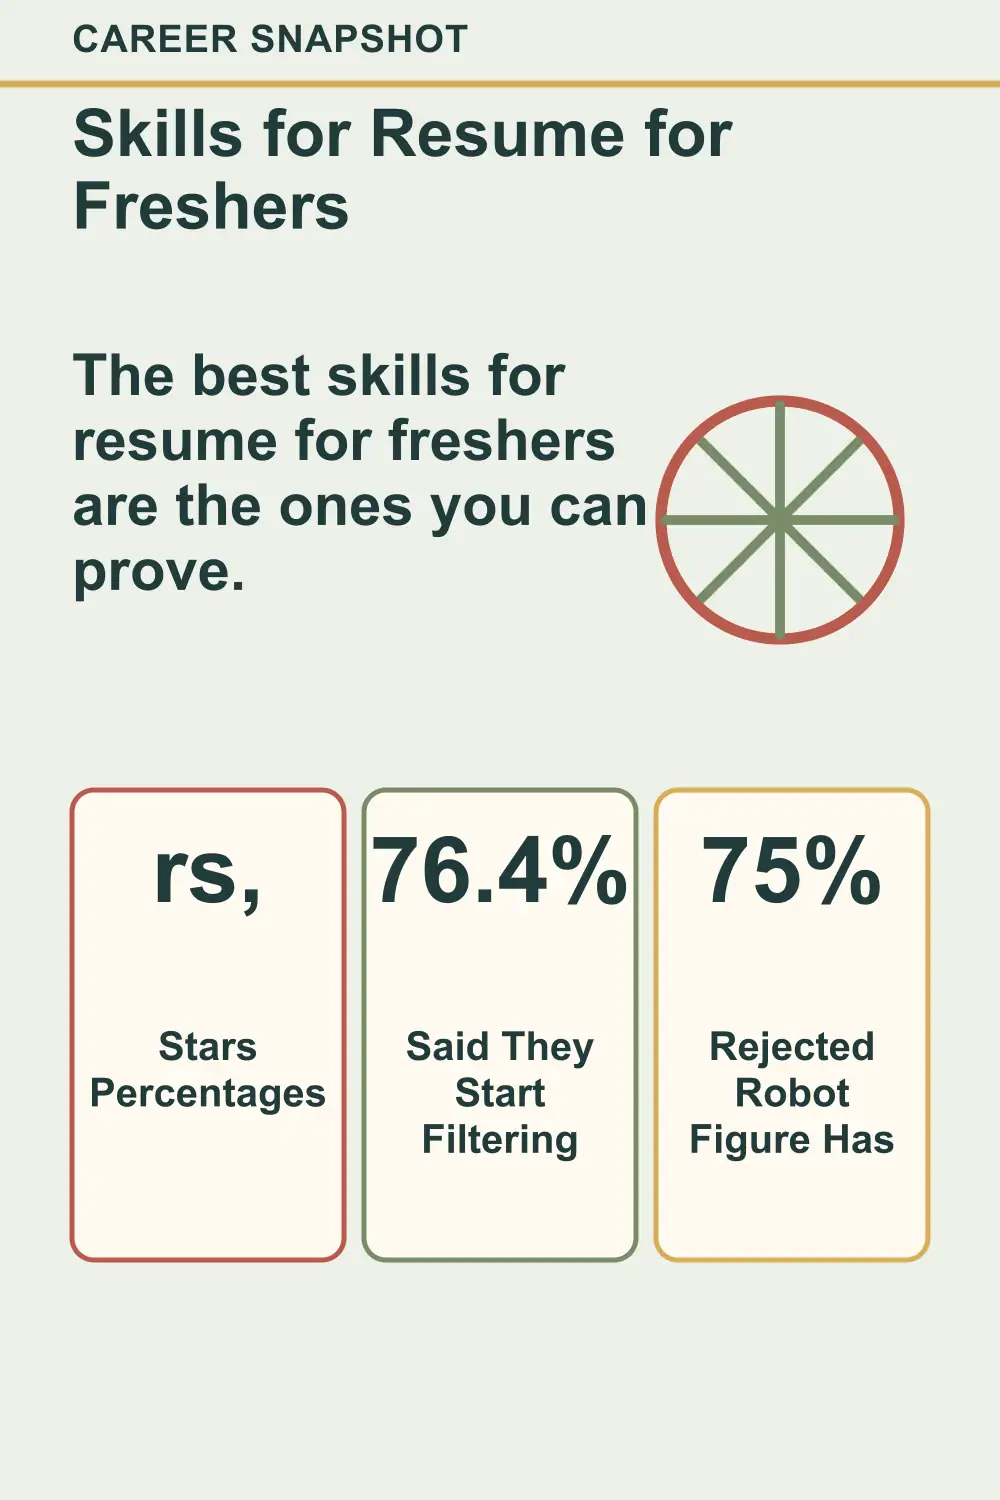 CAREER SNAPSHOT
Skills for Resume for
Freshers
The best skills for
resume for freshers
are the ones you can
prove.
rs,
Stars
Percentages
76.4%
Said They
Start
Filtering
75%
Rejected
Robot
Figure Has